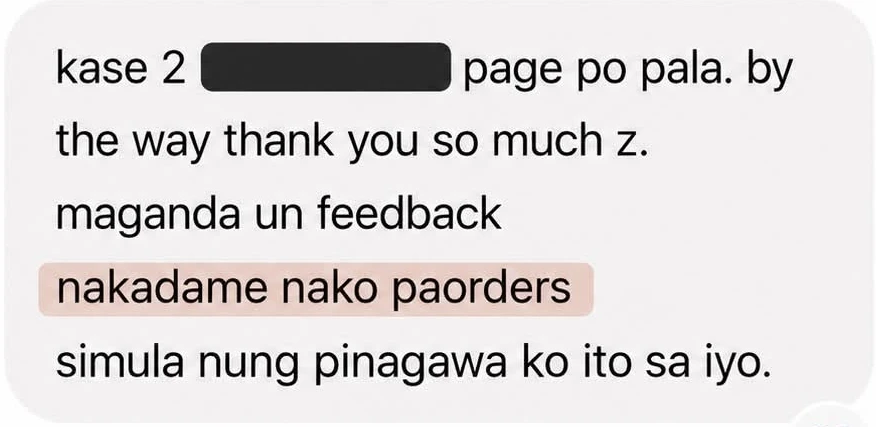 kase 2 page po pala. by
the way thank you so much z.
maganda un feedback
nakadame nako paorders
simula nung pinagawa ko ito sa iyo.